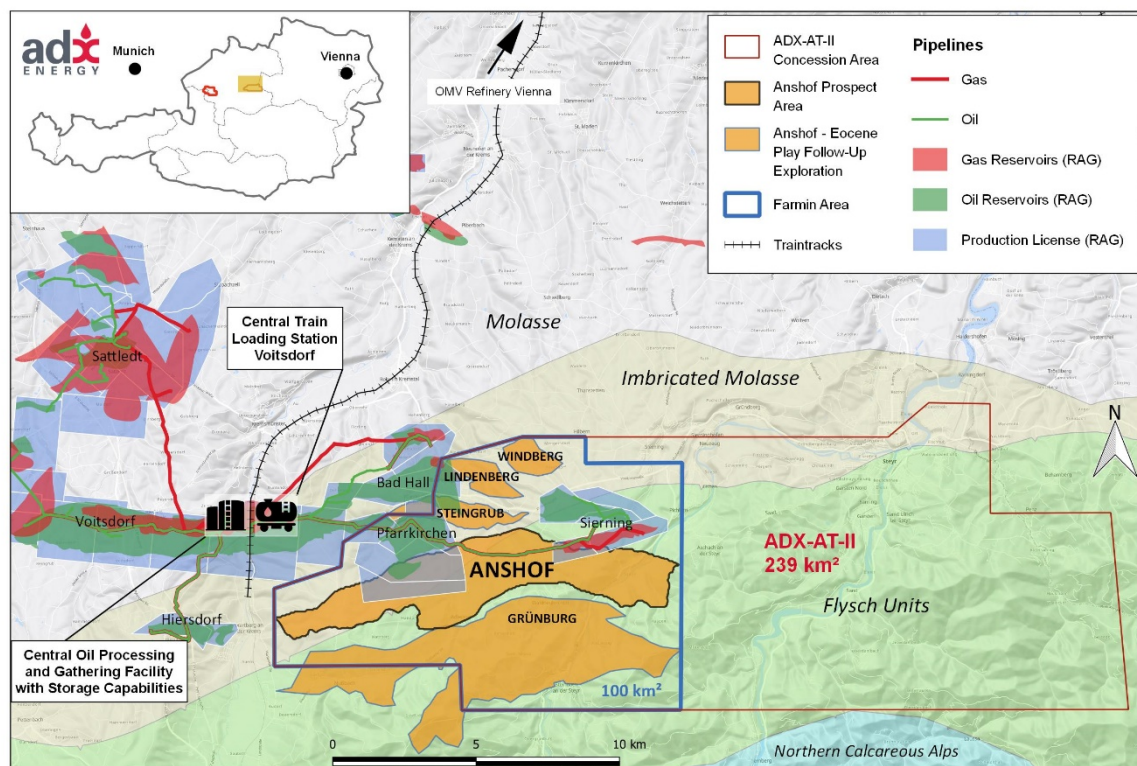 adx
ENERGY
Munich
Vienna
OMV Refinery Vienna
ADX-AT-II
Concession Area
Anshof Prospect
Area
Anshof - Eocene
Play Follow-Up
Exploration
Farmin Area
Traintracks
Pipelines
Gas
Oil
Gas Reservoirs (RAG)
Oil Reservoirs (RAG)
Production License (RAG)
Central Train
Loading Station
Voitsdorf
Molasse
Imbricated Molasse
N
Sattledt
WINDBERG
LINDENBERG
Bad Hall
STEINGRUB
Voitsdorf
Pfarrkirchen
Sierning
ANSHOF
ADX-AT-II
239 km²
Flysch Units
GRÜNBURG
Hiersdorf
Central Oil Processing
and Gathering Facility
with Storage Capabilities
100 km²
0 5 10 km
Northern Calcareous Alps